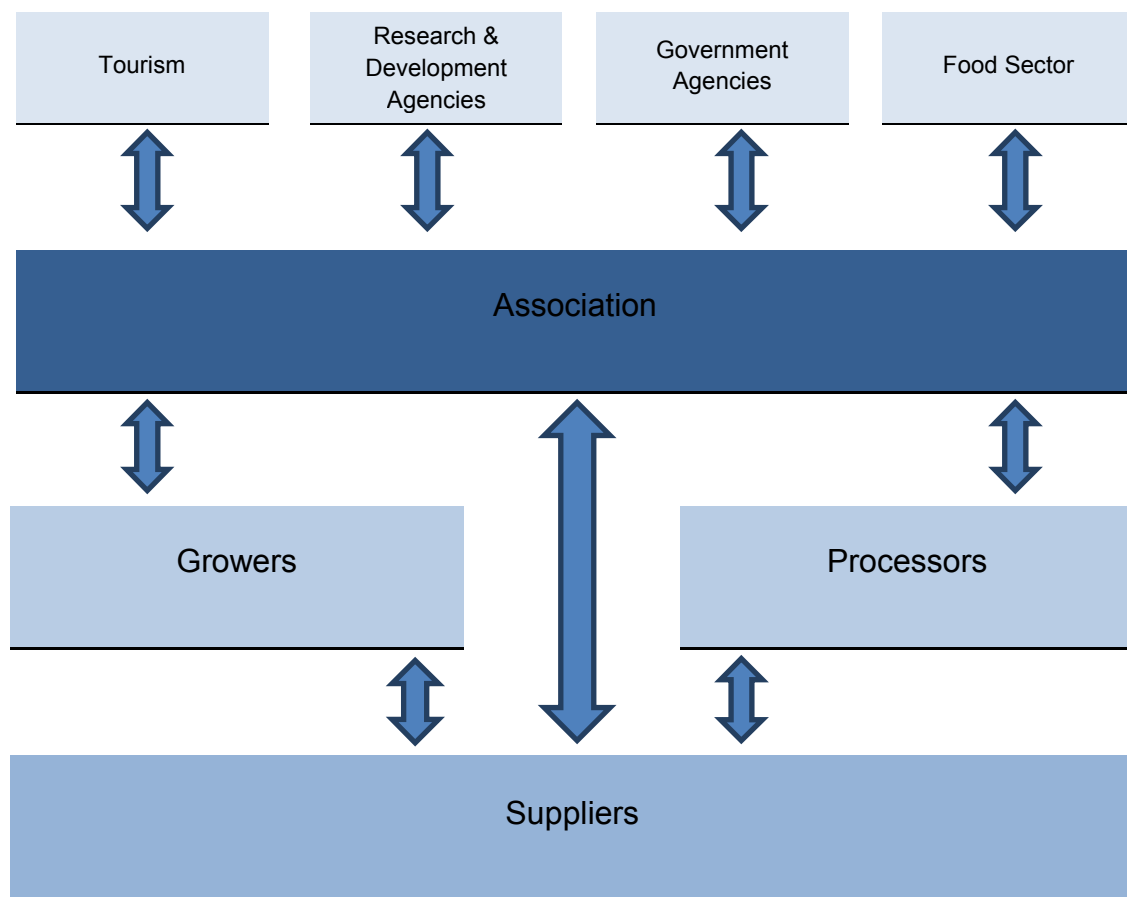 Tourism
Research &
Development
Agencies
Government
Agencies
Food Sector
Association
Growers
Processors
Suppliers